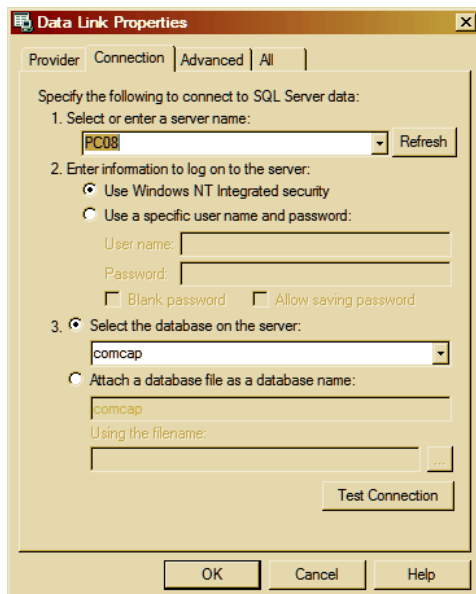 Data Link Properties
Provider Connection Advanced All
Specify the following to connect to SQL Server data:
1. Select or enter a server name:
PC08 Refresh
2. Enter information to log on to the server:
Use Windows NT Integrated security
Use a specific user name and password:
User name:
Password:
Blank password Allow saving password
3. Select the database on the server:
comcap
Attach a database file as a database name:
comcap
Using the filename:
...
Test Connection
OK Cancel Help